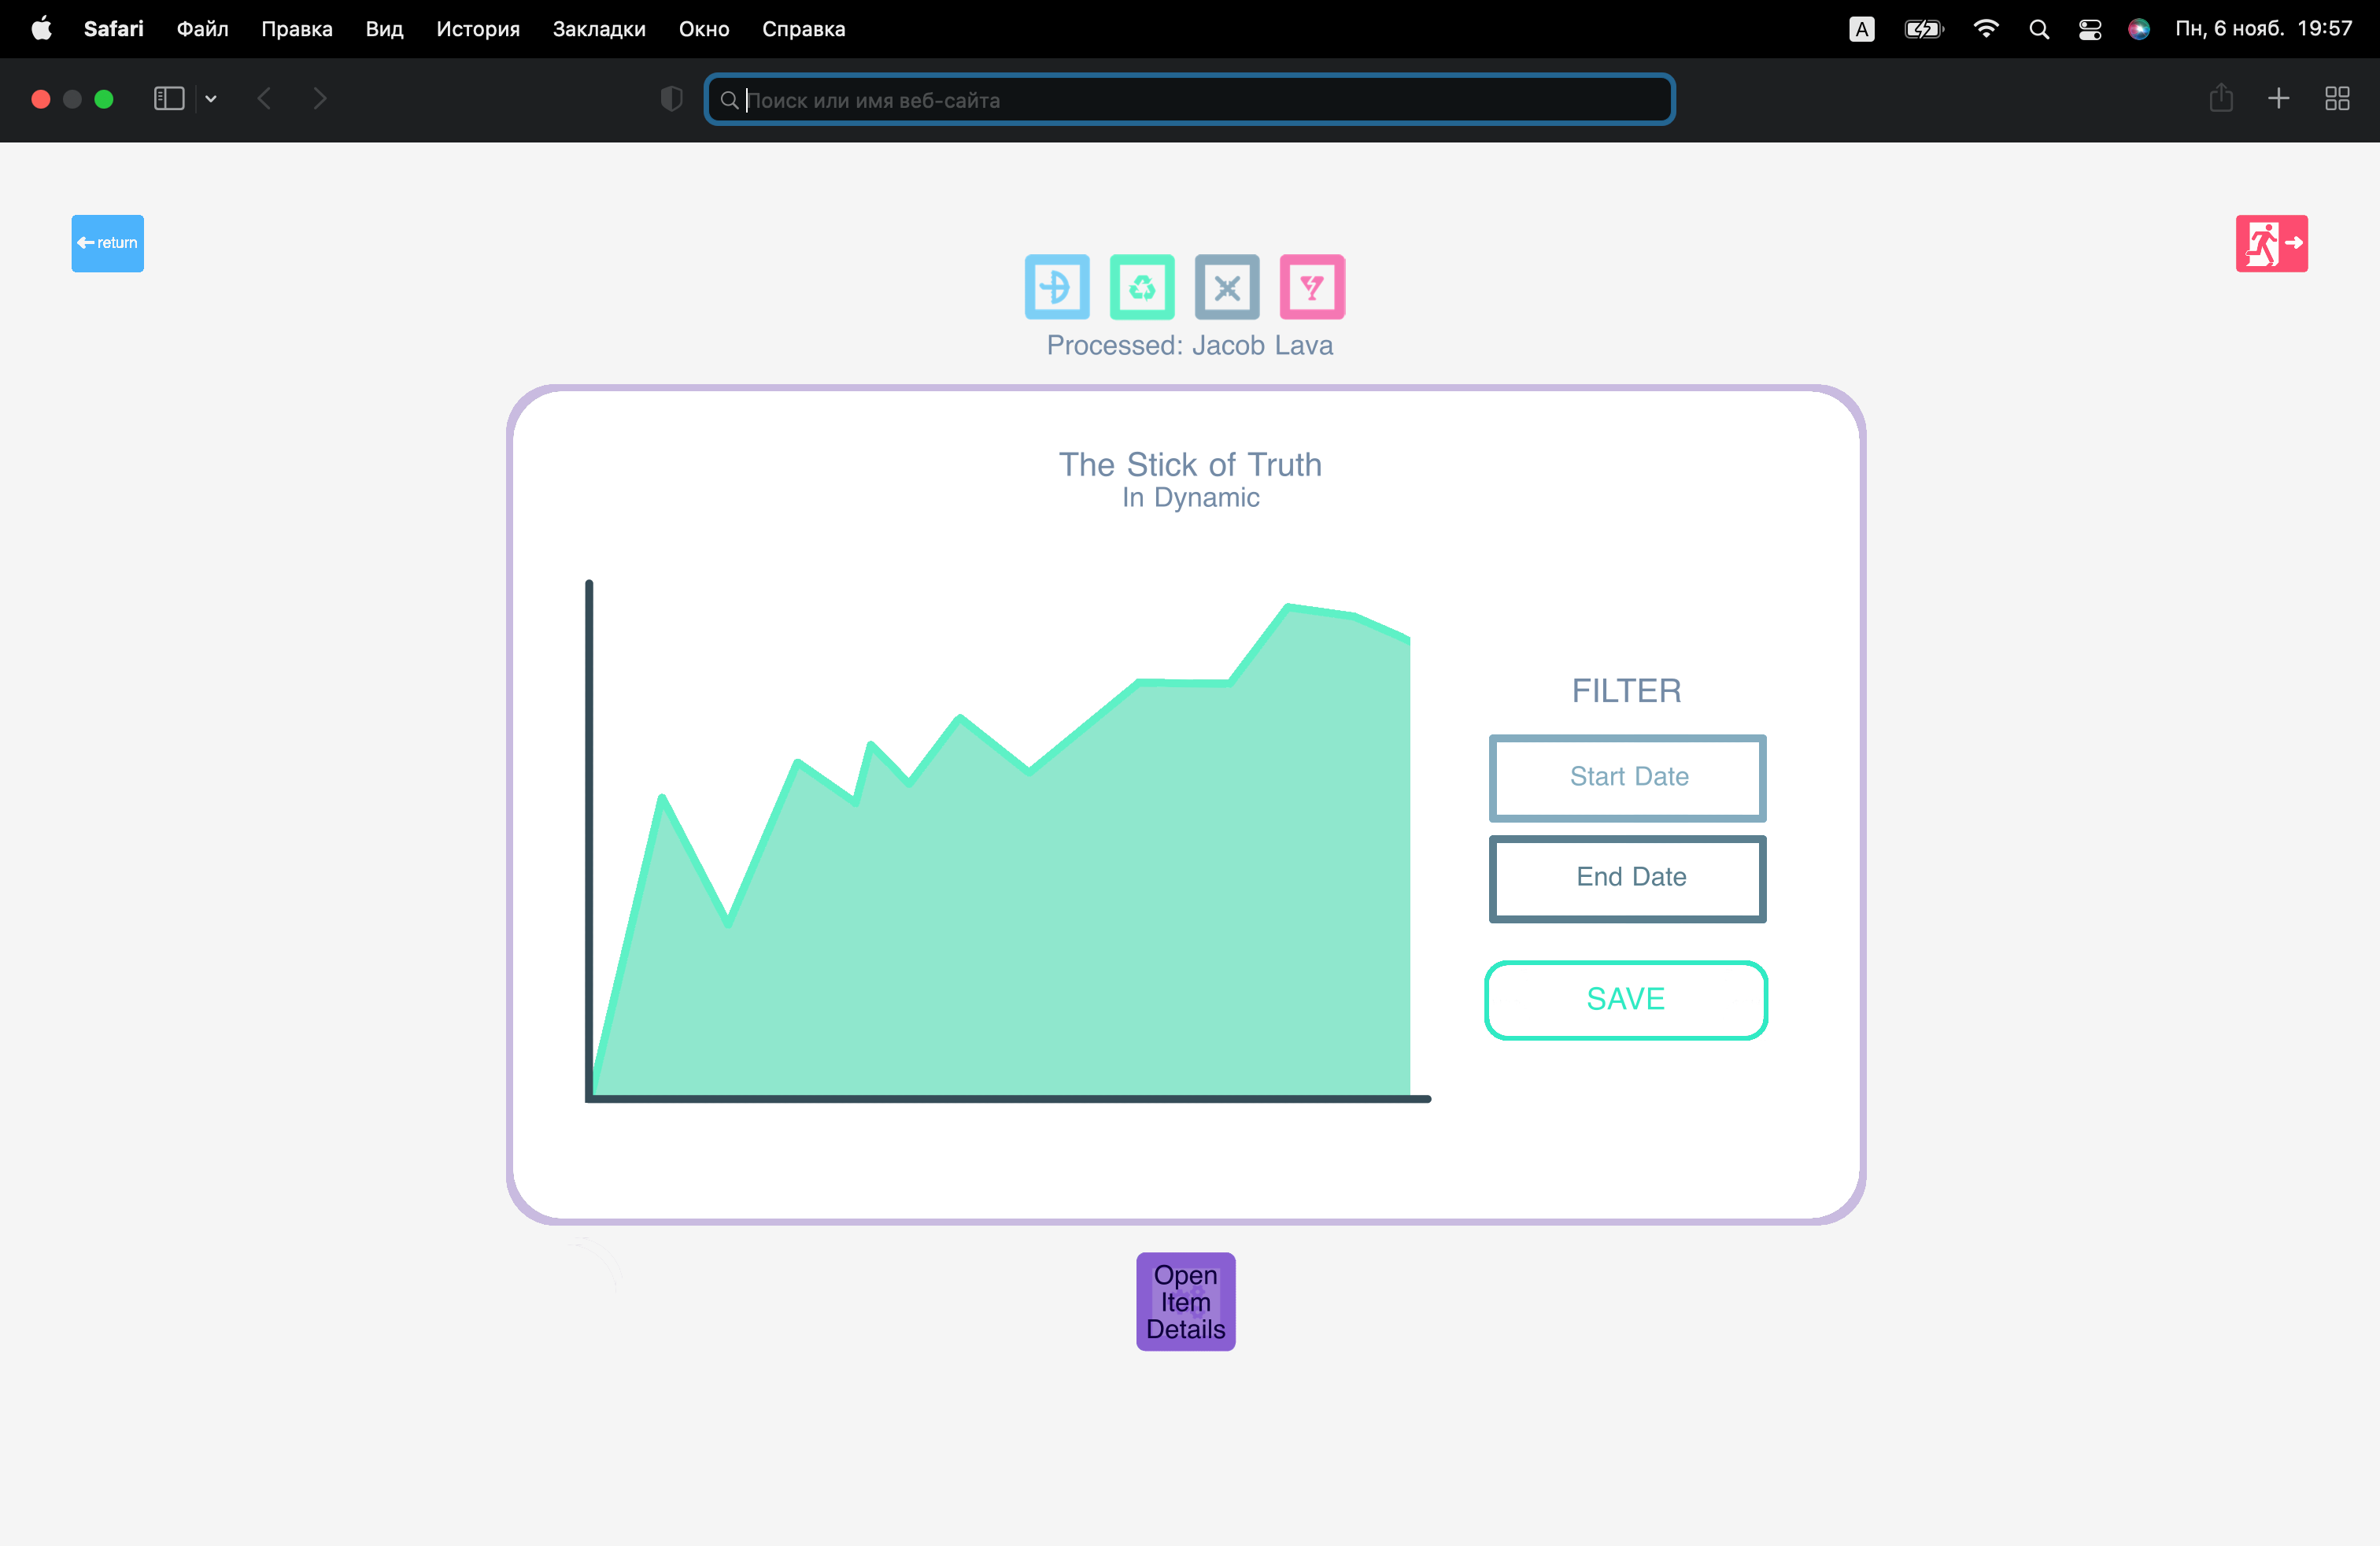 Safari Файл Правка Вид История Закладки Окно Справка A Пн, 6 нояб. 19:57
Поиск или имя веб-сайта
return
Processed: Jacob Lava
The Stick of Truth
In Dynamic
FILTER
Start Date
End Date
SAVE
Open
Item
Details